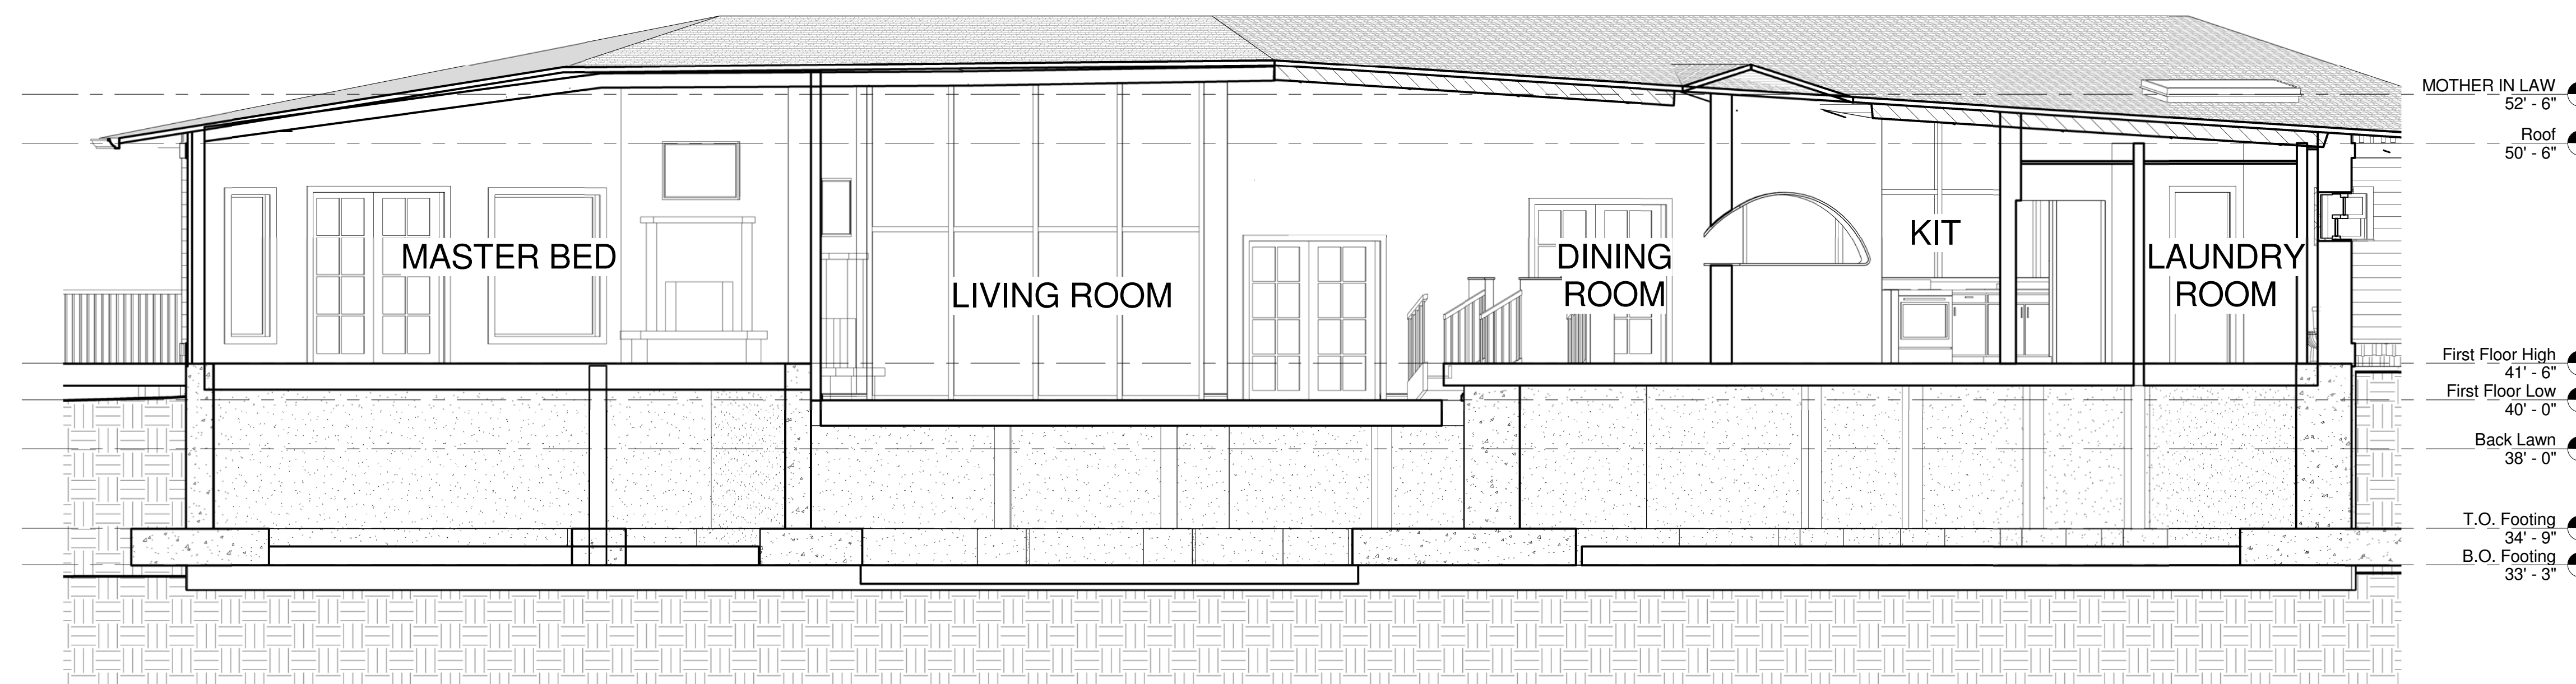 MASTER BED
LIVING ROOM
DINING
ROOM
KIT
LAUNDRY
ROOM
MOTHER IN LAW
52' - 6"
Roof
50' - 6"
First Floor High
41' - 6"
First Floor Low
40' - 0"
Back Lawn
38' - 0"
T.O. Footing
34' - 9"
B.O. Footing
33' - 3"